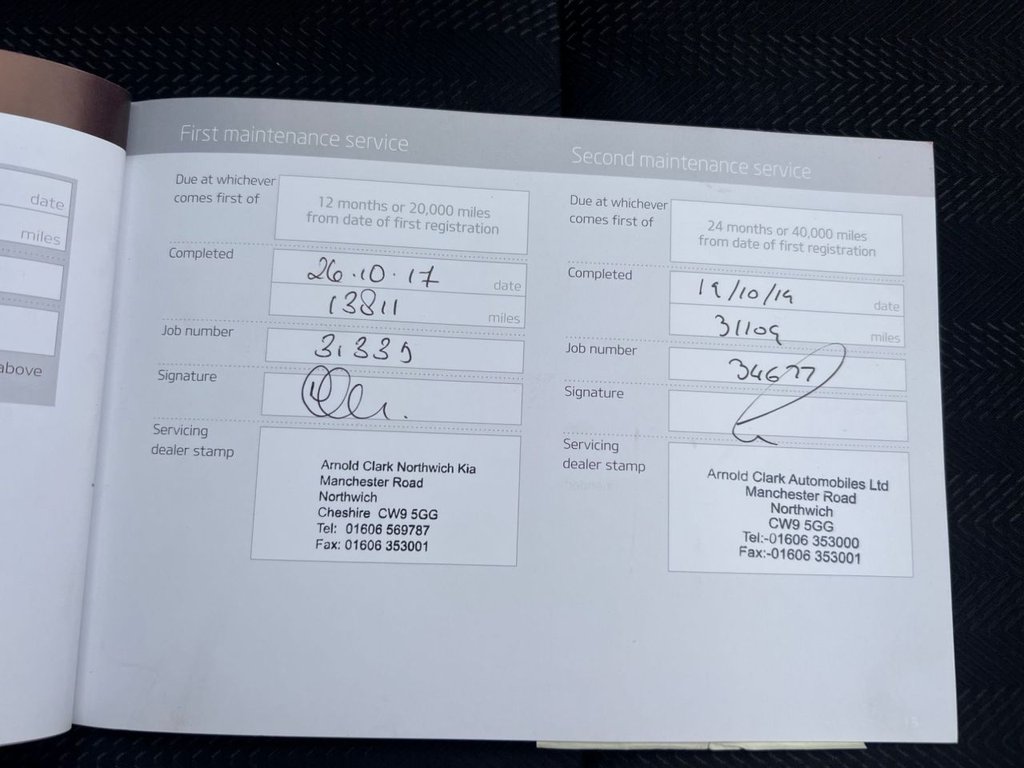 date
miles
above
First maintenance service
Due at whichever
comes first of
12 months or 20,000 miles
from date of first registration
Completed
26.10.17
date
13811
miles
Job number
31339
Signature
Servicing
dealer stamp
Arnold Clark Northwich Kia
Manchester Road
Northwich
Cheshire CW9 5GG
Tel: 01606 569787
Fax: 01606 353001
Second maintenance service
Due at whichever
comes first of
24 months or 40,000 miles
from date of first registration
Completed
19/10/19
date
31109
miles
Job number
34677
Signature
Servicing
dealer stamp
Arnold Clark Automobiles Ltd
Manchester Road
Northwich
CW9 5GG
Tel:-01606 353000
Fax:-01606 353001
13